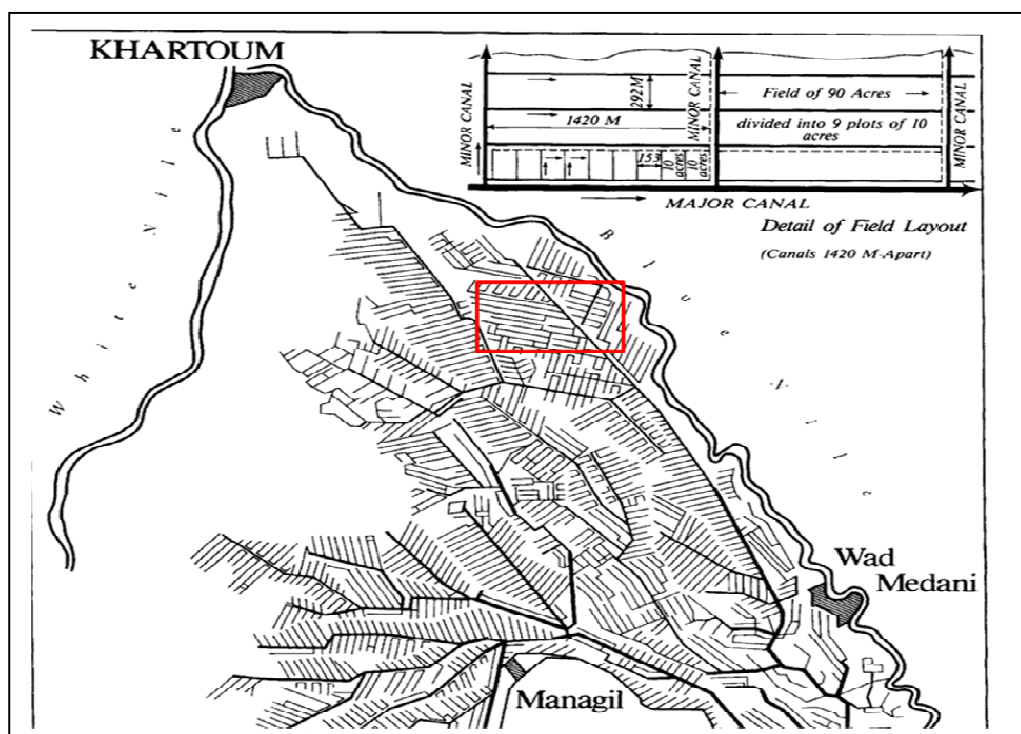 KHARTOUM
MINOR CANAL
292M
1420 M
153
10 acres
10 acres
MINOR CANAL
Field of 90 Acres
divided into 9 plots of 10
acres
MINOR CANAL
MAJOR CANAL
Detail of Field Layout
(Canals 1420 M-Apart)
White Nile
Blue Nile
Wad
Medani
Managil